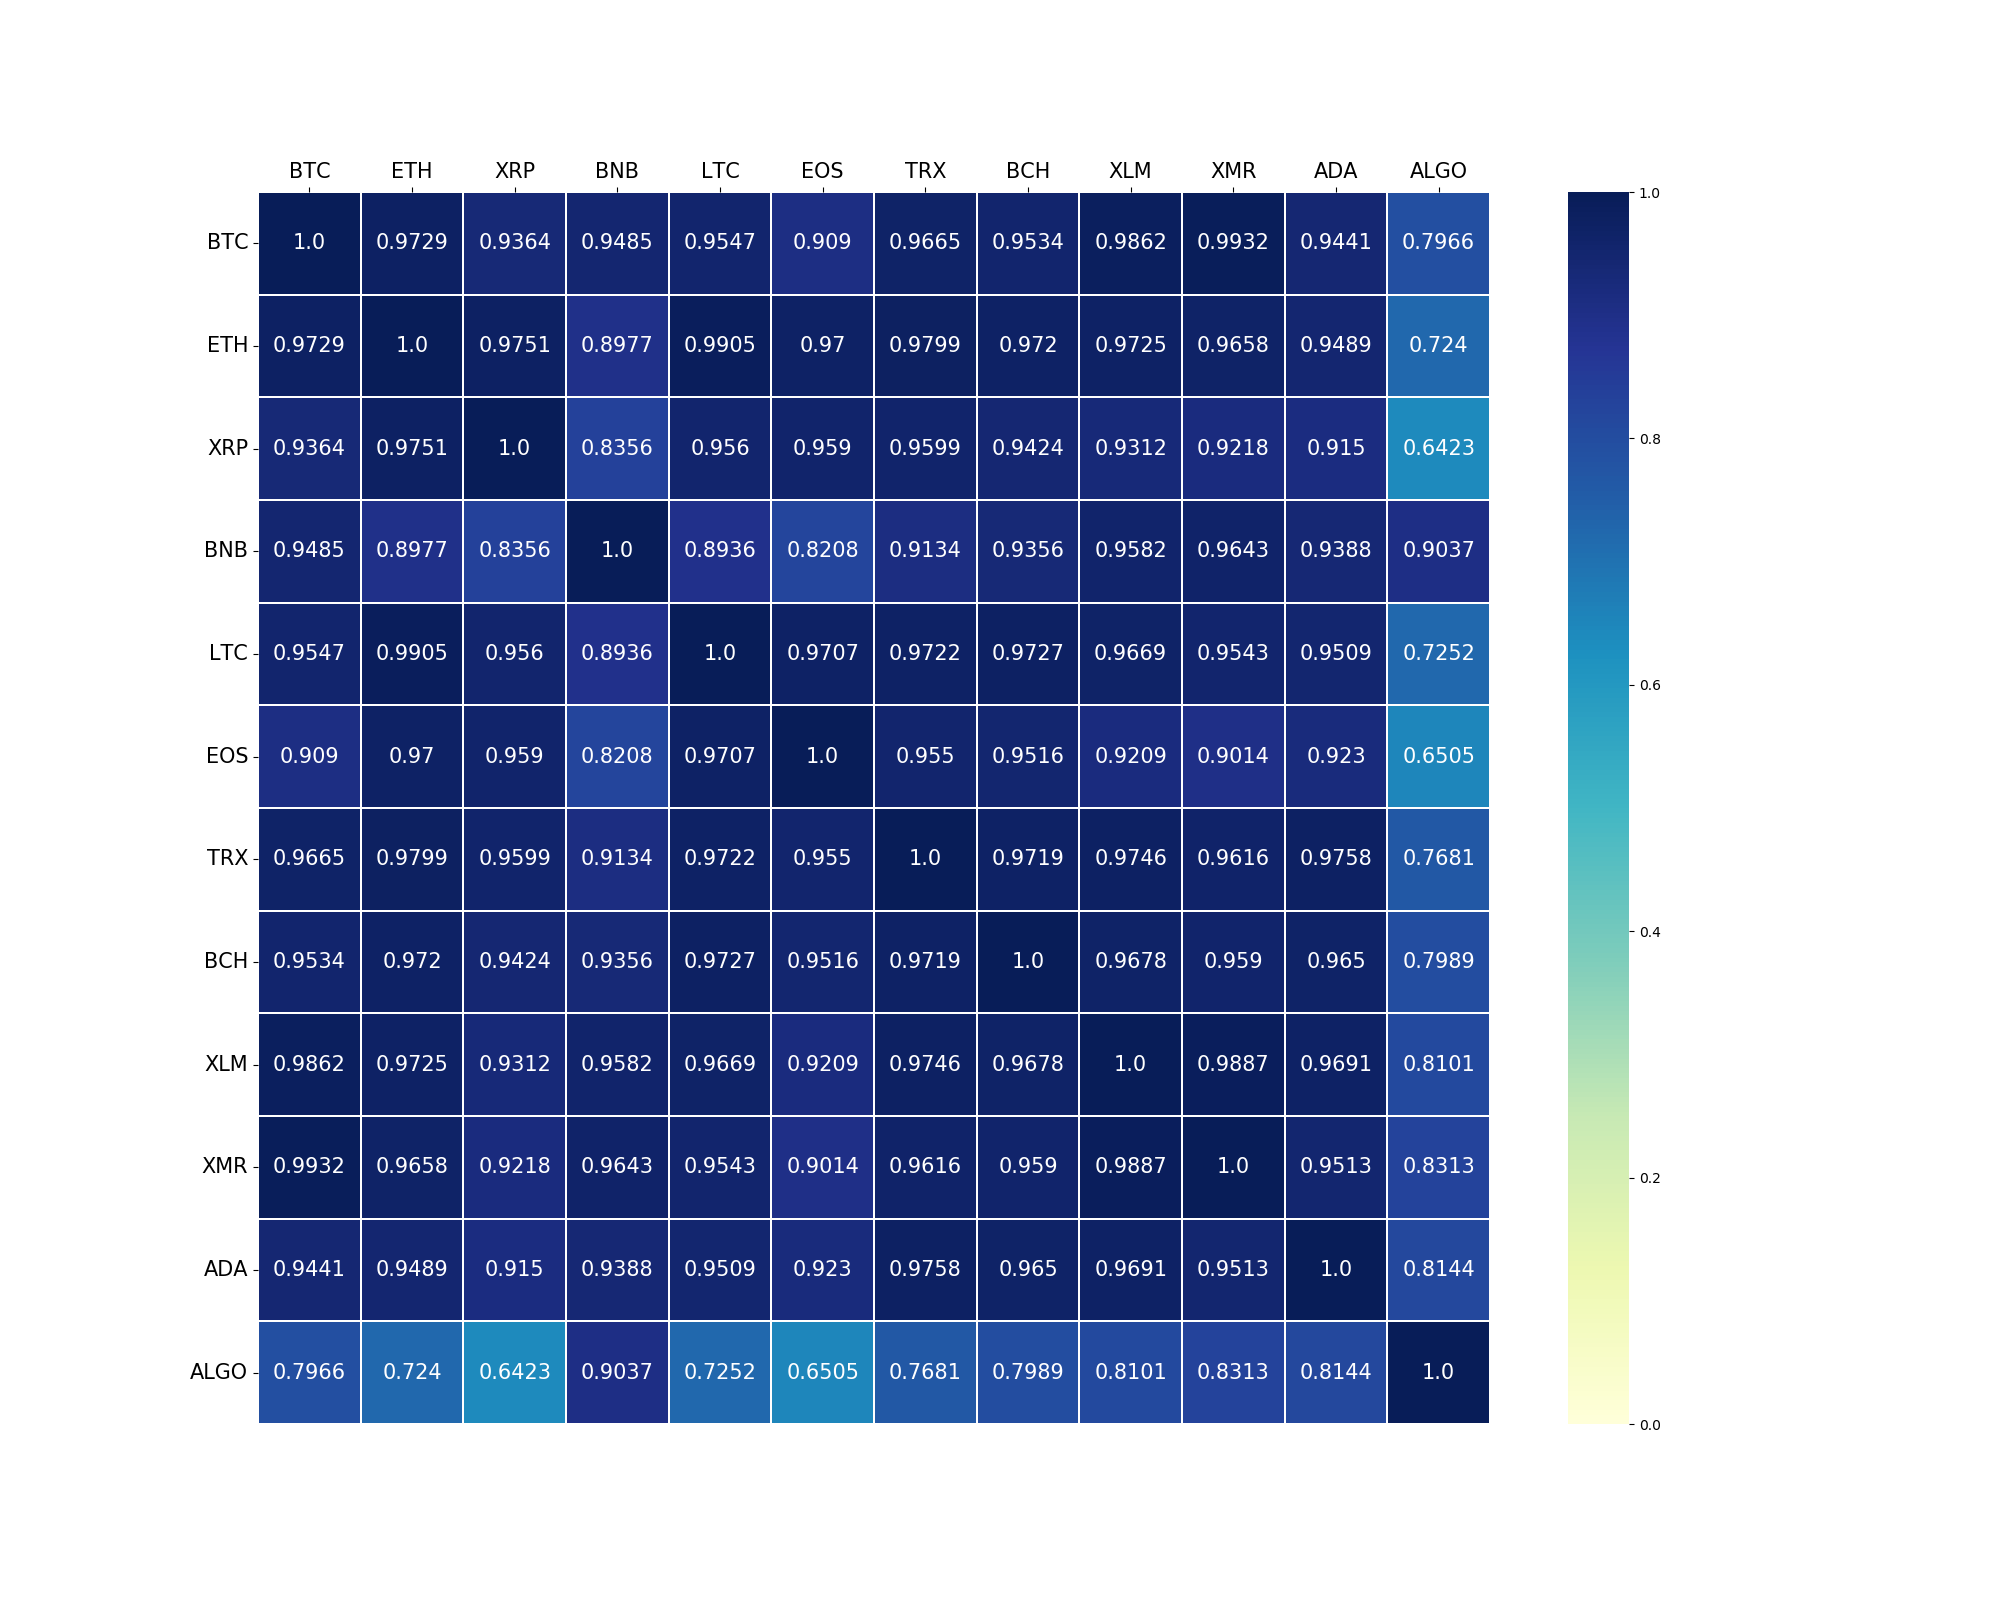 BTC ETH XRP BNB LTC EOS TRX BCH XLM XMR ADA ALGO
BTC 1.0 0.9729 0.9364 0.9485 0.9547 0.909 0.9665 0.9534 0.9862 0.9932 0.9441 0.7966
ETH 0.9729 1.0 0.9751 0.8977 0.9905 0.97 0.9799 0.972 0.9725 0.9658 0.9489 0.724
XRP 0.9364 0.9751 1.0 0.8356 0.956 0.959 0.9599 0.9424 0.9312 0.9218 0.915 0.6423
BNB 0.9485 0.8977 0.8356 1.0 0.8936 0.8208 0.9134 0.9356 0.9582 0.9643 0.9388 0.9037
LTC 0.9547 0.9905 0.956 0.8936 1.0 0.9707 0.9722 0.9727 0.9669 0.9543 0.9509 0.7252
EOS 0.909 0.97 0.959 0.8208 0.9707 1.0 0.955 0.9516 0.9209 0.9014 0.923 0.6505
TRX 0.9665 0.9799 0.9599 0.9134 0.9722 0.955 1.0 0.9719 0.9746 0.9616 0.9758 0.7681
BCH 0.9534 0.972 0.9424 0.9356 0.9727 0.9516 0.9719 1.0 0.9678 0.959 0.965 0.7989
XLM 0.9862 0.9725 0.9312 0.9582 0.9669 0.9209 0.9746 0.9678 1.0 0.9887 0.9691 0.8101
XMR 0.9932 0.9658 0.9218 0.9643 0.9543 0.9014 0.9616 0.959 0.9887 1.0 0.9513 0.8313
ADA 0.9441 0.9489 0.915 0.9388 0.9509 0.923 0.9758 0.965 0.9691 0.9513 1.0 0.8144
ALGO 0.7966 0.724 0.6423 0.9037 0.7252 0.6505 0.7681 0.7989 0.8101 0.8313 0.8144 1.0
1.0
0.8
0.6
0.4
0.2
0.0